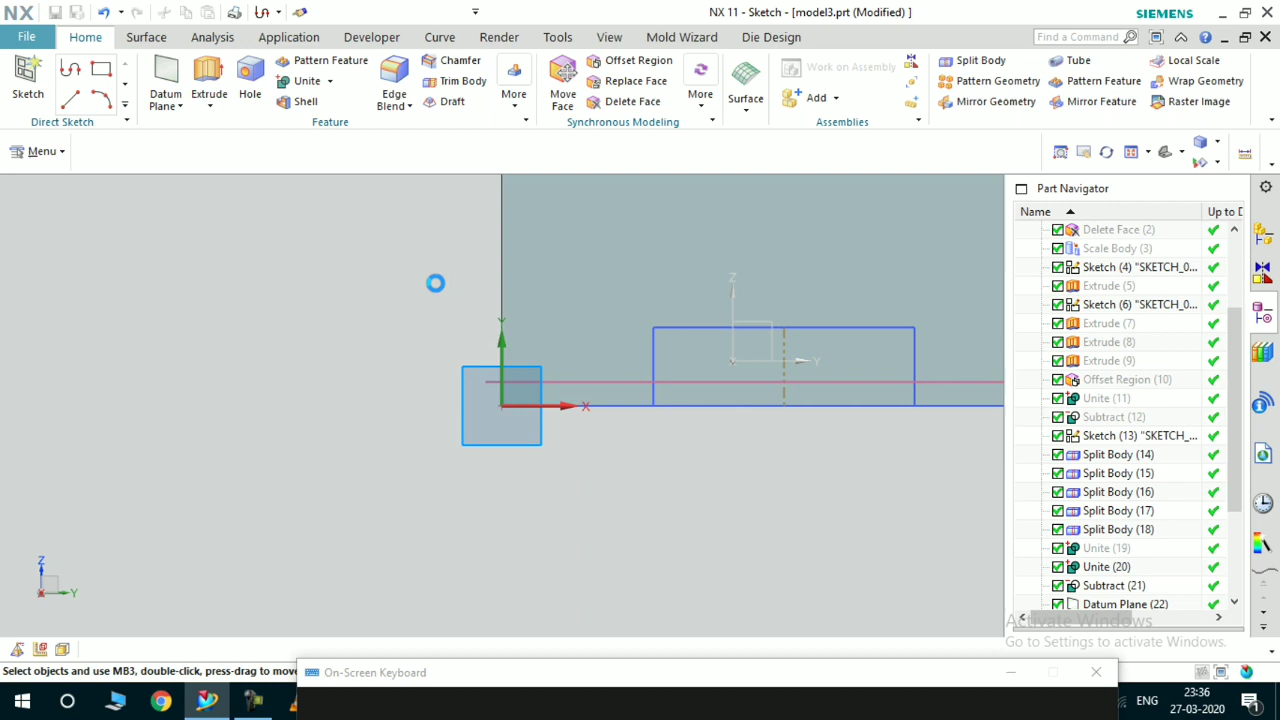 NX NX 11 - Sketch - [model3.prt (Modified) ] SIEMENS
File Home Surface Analysis Application Developer Curve Render Tools View Mold Wizard Die Design Find a Command
Sketch
Direct Sketch
Datum Plane
Extrude
Hole
Pattern Feature
Unite
Shell
Edge Blend
Chamfer
Trim Body
Draft
More
Feature
Move Face
Offset Region
Replace Face
Delete Face
More
Synchronous Modeling
Surface
Work on Assembly
Add
Assemblies
Split Body Tube Local Scale
Pattern Geometry Pattern Feature Wrap Geometry
Mirror Geometry Mirror Feature Raster Image
Menu
Part Navigator
Name Up to D
Delete Face (2)
Scale Body (3)
Sketch (4) "SKETCH_0...
Extrude (5)
Sketch (6) "SKETCH_0...
Extrude (7)
Extrude (8)
Extrude (9)
Offset Region (10)
Unite (11)
Subtract (12)
Sketch (13) "SKETCH_...
Split Body (14)
Split Body (15)
Split Body (16)
Split Body (17)
Split Body (18)
Unite (19)
Unite (20)
Subtract (21)
Datum Plane (22)
Z
Y
Y
X
Z
X
Y
Activate Windows
Go to Settings to activate Windows.
Select objects and use MB3, double-click, press-drag to move
On-Screen Keyboard
ENG
23:36
27-03-2020
1